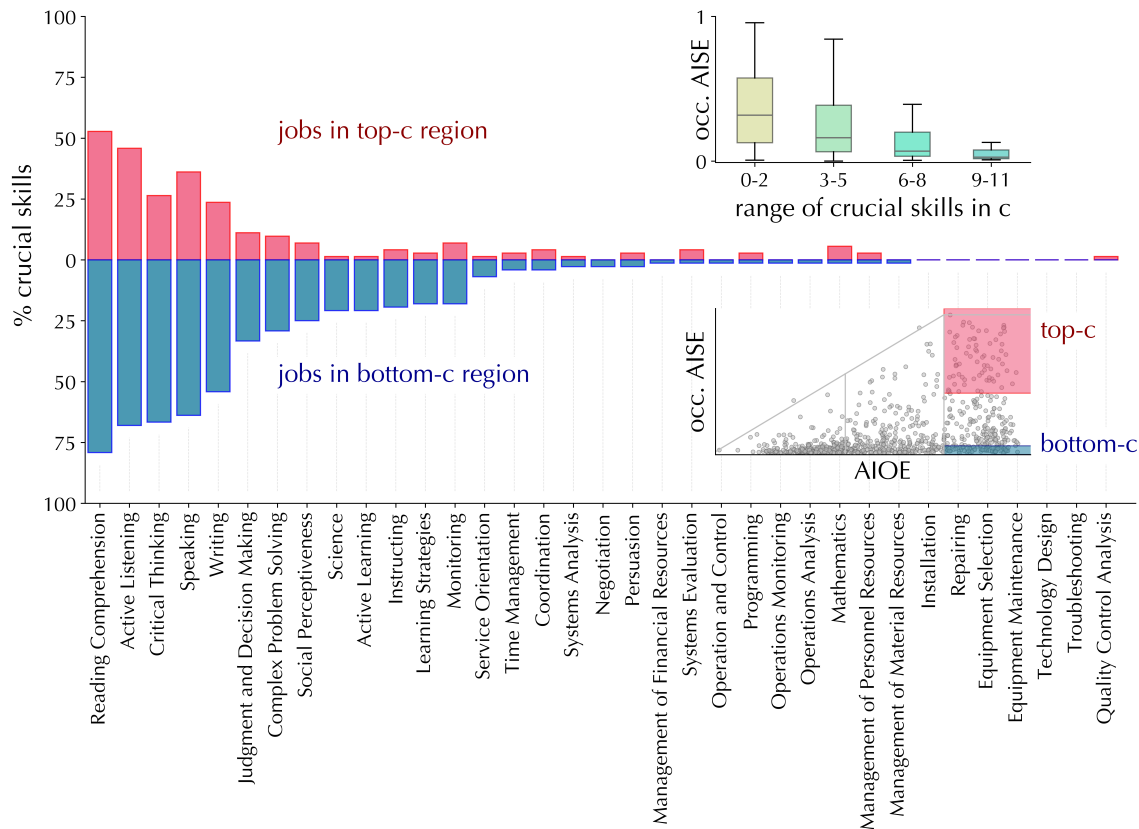 100
75
50
25
0
25
50
75
100
% crucial skills
jobs in top-c region
jobs in bottom-c region
1
0
occ. AISE
0-2
3-5
6-8
9-11
range of crucial skills in c
occ. AISE
AIOE
top-c
bottom-c
Reading Comprehension
Active Listening
Critical Thinking
Speaking
Writing
Judgment and Decision Making
Complex Problem Solving
Social Perceptiveness
Science
Active Learning
Instructing
Learning Strategies
Monitoring
Service Orientation
Time Management
Coordination
Systems Analysis
Negotiation
Persuasion
Management of Financial Resources
Systems Evaluation
Operation and Control
Programming
Operations Monitoring
Operations Analysis
Mathematics
Management of Personnel Resources
Management of Material Resources
Installation
Repairing
Equipment Selection
Equipment Maintenance
Technology Design
Troubleshooting
Quality Control Analysis